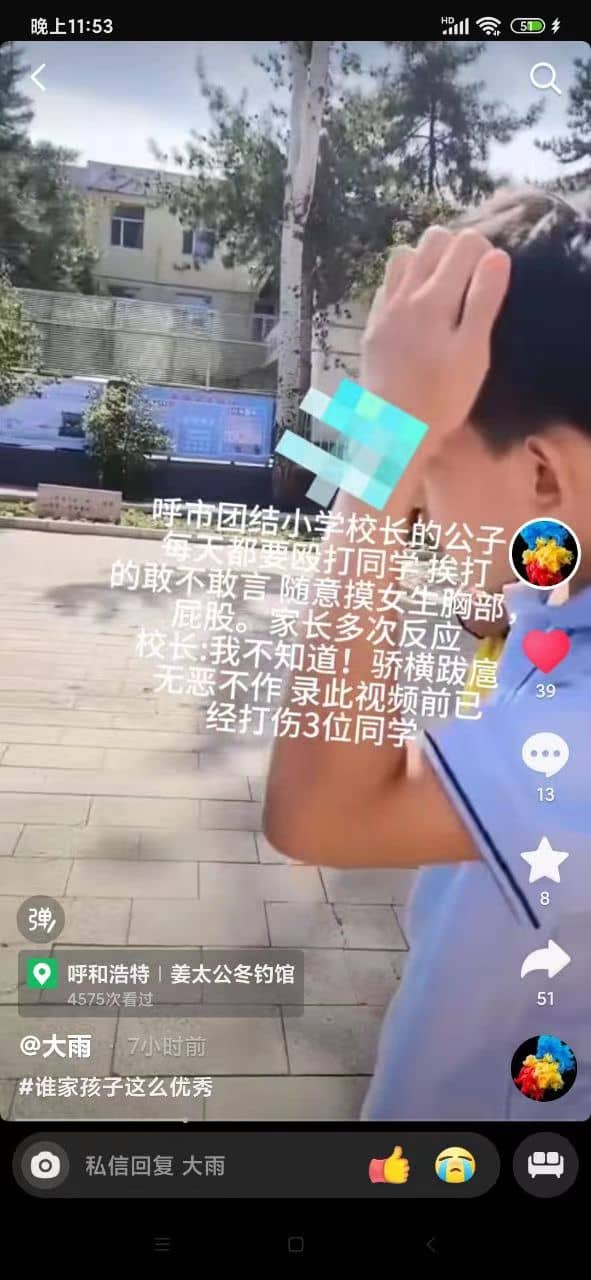 晚上11:53
HD
51
呼市团结小学校长的公子
每天都要殴打同学 挨打
的敢不敢言 随意摸女生胸部，
屁股。家长多次反应
校长:我不知道！骄横跋扈
无恶不作 录此视频前已
经打伤3位同学
39
13
8
51
弹
呼和浩特 | 姜太公冬钓馆
4575次看过
@大雨 · 7小时前
#谁家孩子这么优秀
私信回复 大雨